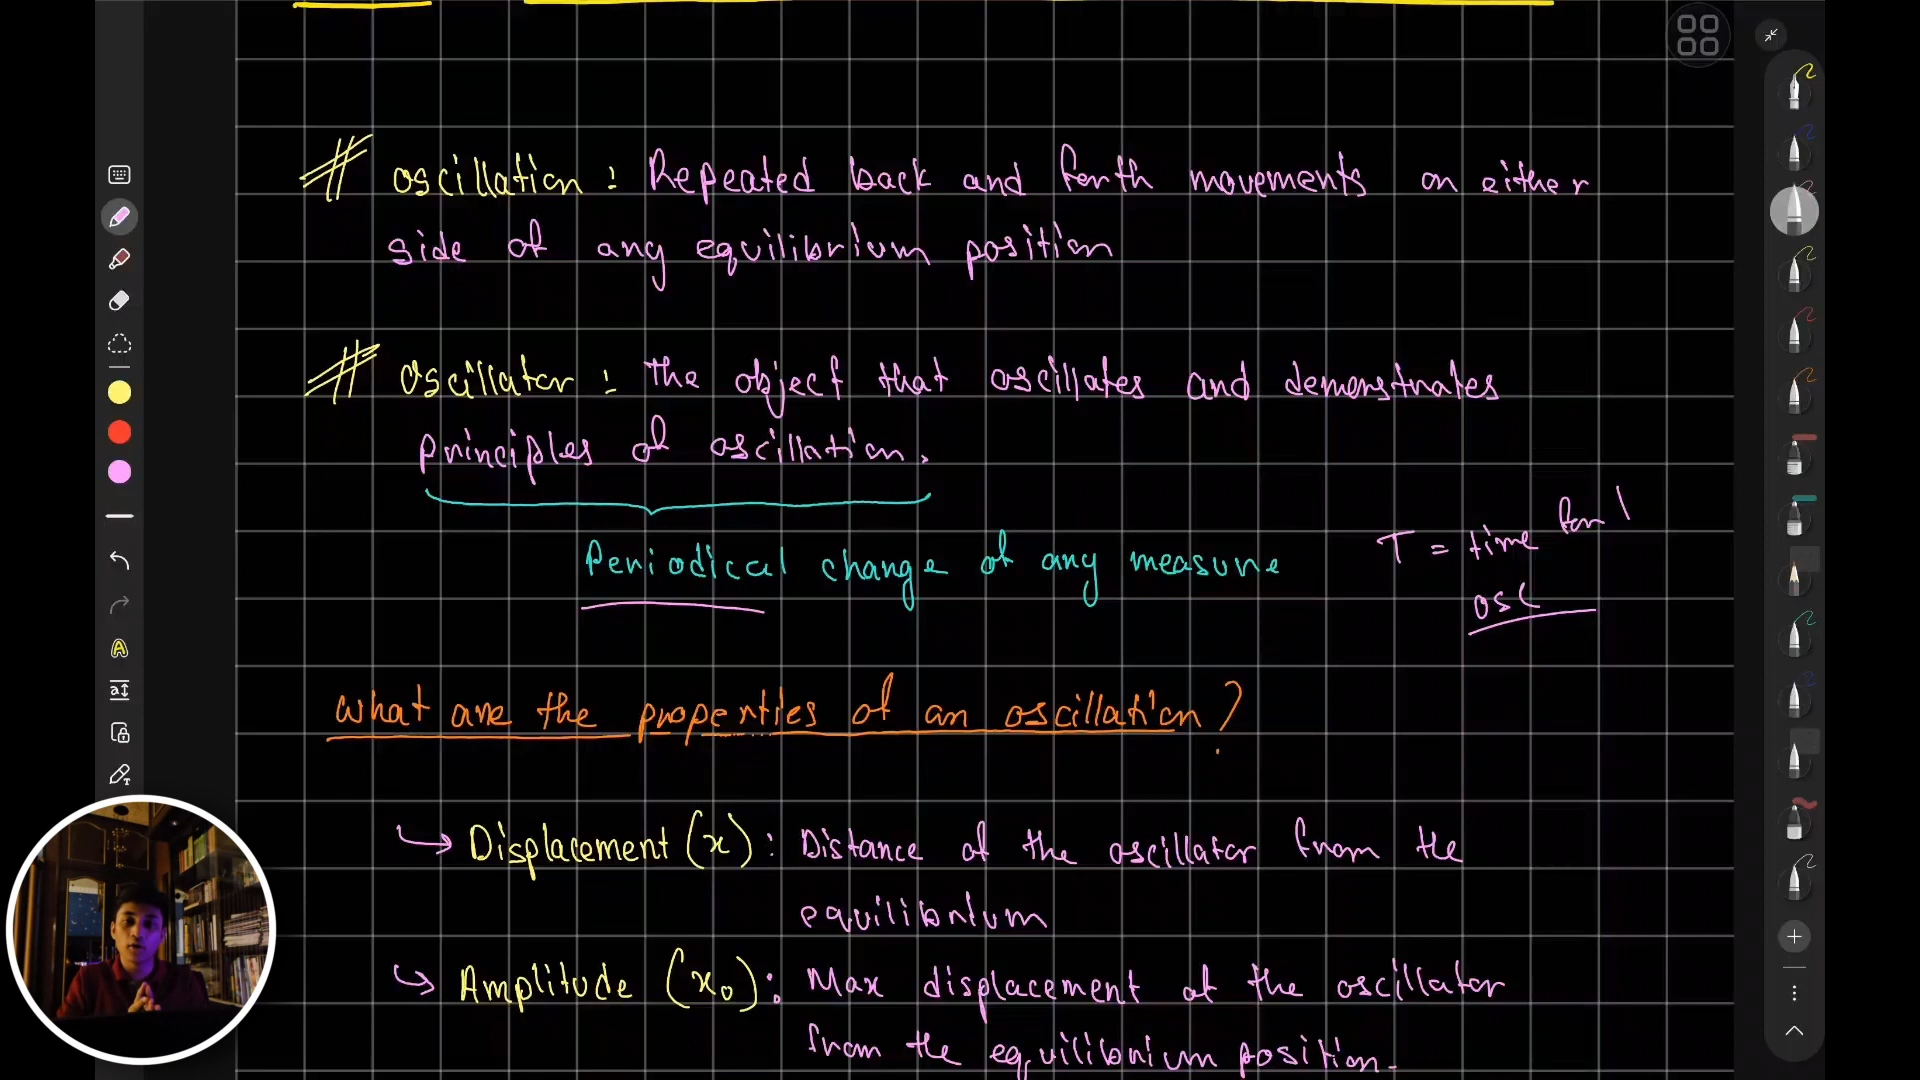 # oscillation : Repeated back and forth movements on either
side of any equilibrium position
# Oscillator : the object that oscillates and demonstrates
principles of oscillation.
Periodical change of any measure
T = time for 1
osc
what are the properties of an oscillation?
↳ Displacement (x) : Distance of the oscillator from the
equilibrium
↳ Amplitude (x₀) : Max displacement of the oscillator
from the equilibrium position.